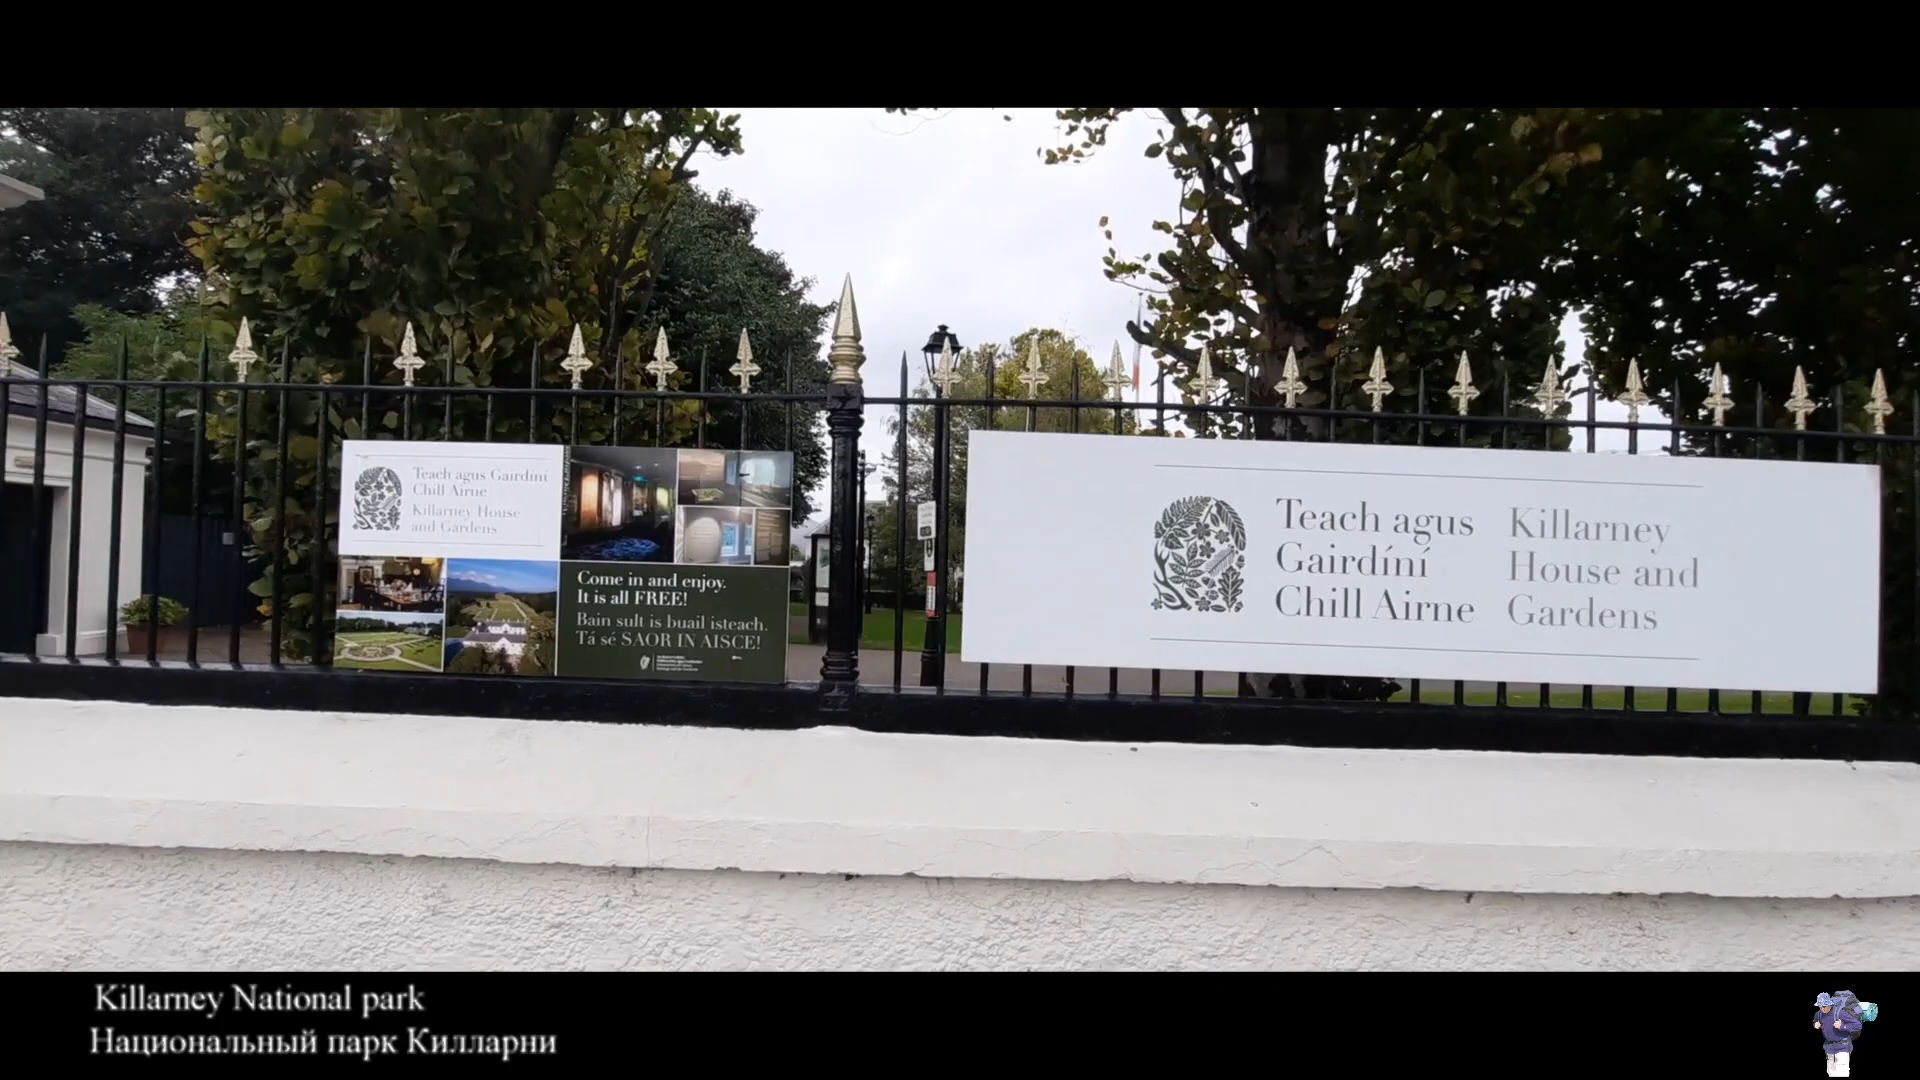 Teach agus Gairdíní
Chill Airne
Killarney House
and Gardens
Come in and enjoy.
It is all FREE!
Bain sult is buail isteach.
Tá sé SAOR IN AISCE!
Teach agus
Gairdíní
Chill Airne
Killarney
House and
Gardens
Killarney National park
Национальный парк Килларни